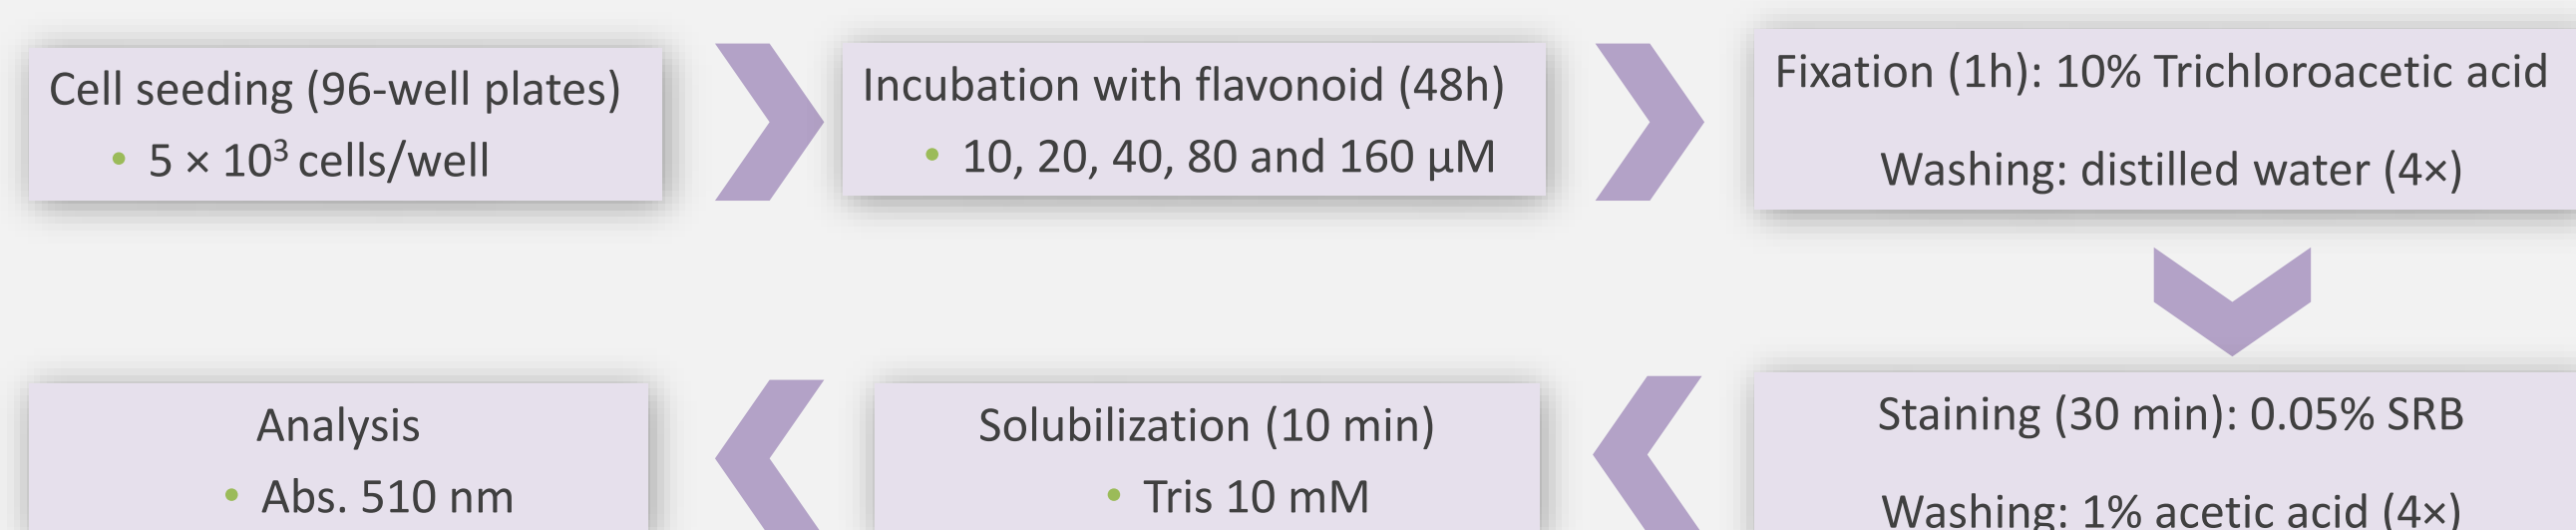 Cell seeding (96-well plates)
• 5 × 10³ cells/well
Incubation with flavonoid (48h)
• 10, 20, 40, 80 and 160 µM
Fixation (1h): 10% Trichloroacetic acid
Washing: distilled water (4×)
Staining (30 min): 0.05% SRB
Washing: 1% acetic acid (4×)
Solubilization (10 min)
• Tris 10 mM
Analysis
• Abs. 510 nm